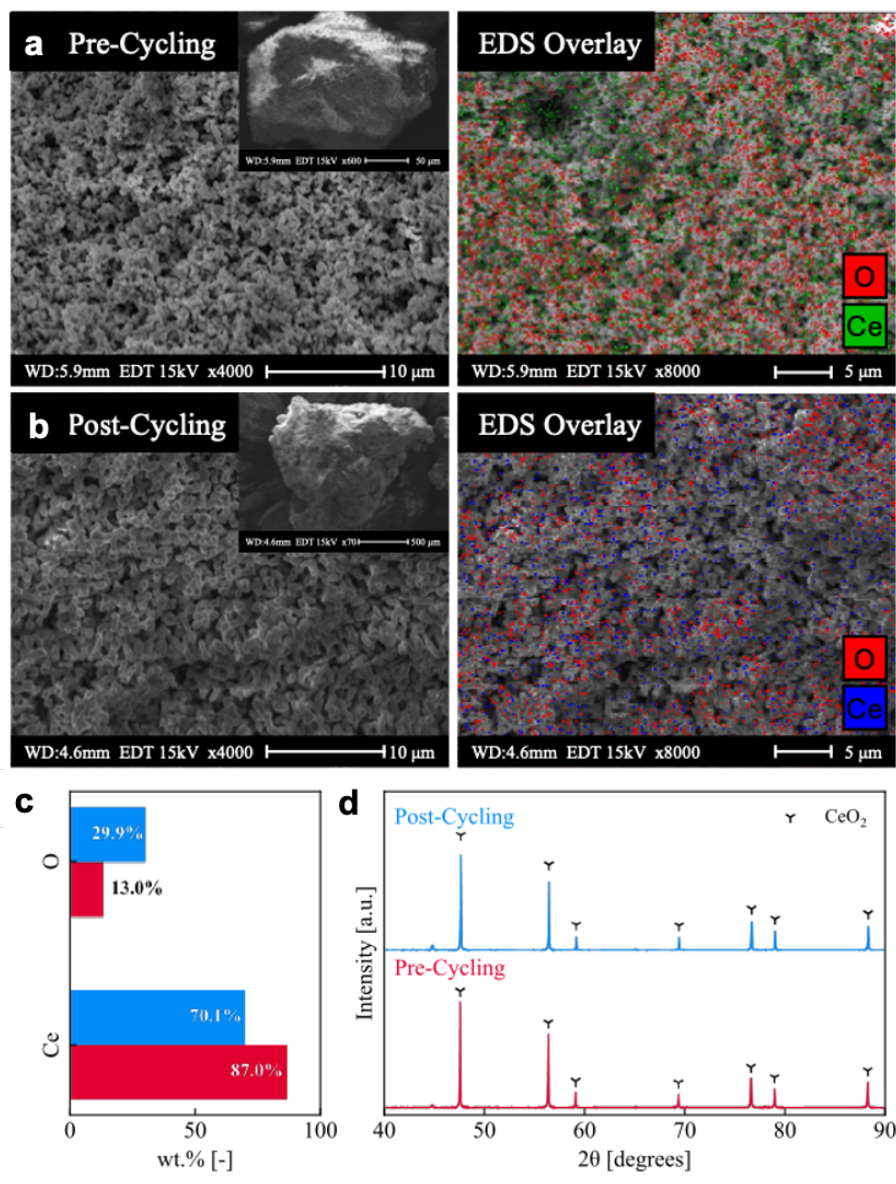 a Pre-Cycling
WD:5.9mm EDT 15kV x600 50 µm
WD:5.9mm EDT 15kV x4000 10 µm
EDS Overlay
O
Ce
WD:5.9mm EDT 15kV x8000 5 µm
b Post-Cycling
WD:4.6mm EDT 15kV x70 500 µm
WD:4.6mm EDT 15kV x4000 10 µm
EDS Overlay
O
Ce
WD:4.6mm EDT 15kV x8000 5 µm
c
O
29.9%
13.0%
Ce
70.1%
87.0%
0 50 100
wt.% [-]
d
Post-Cycling
CeO₂
Pre-Cycling
Intensity [a.u.]
40 50 60 70 80 90
2θ [degrees]